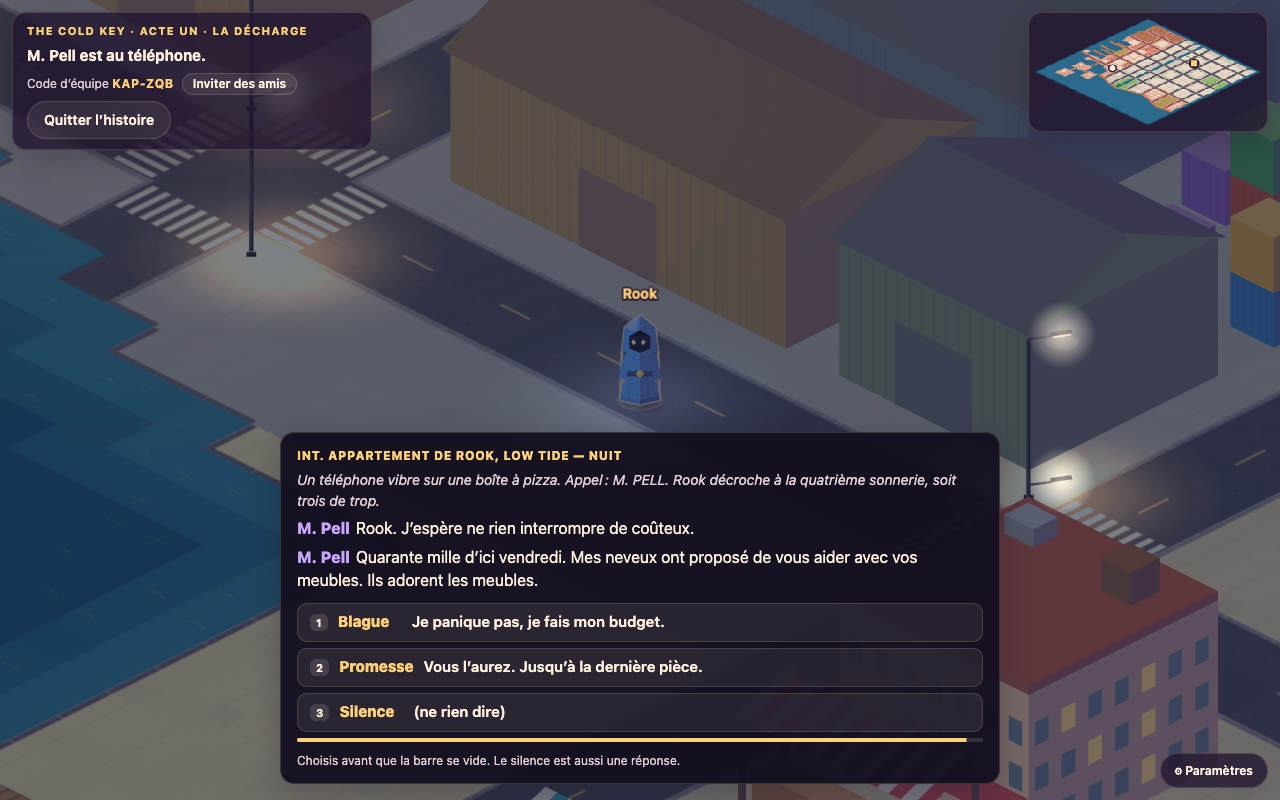 THE COLD KEY · ACTE UN · LA DÉCHARGE
M. Pell est au téléphone.
Code d’équipe KAP-ZQB Inviter des amis
Quitter l’histoire
Rook
INT. APPARTEMENT DE ROOK, LOW TIDE — NUIT
Un téléphone vibre sur une boîte à pizza. Appel : M. PELL. Rook décroche à la quatrième sonnerie, soit
trois de trop.
M. Pell Rook. J’espère ne rien interrompre de coûteux.
M. Pell Quarante mille d’ici vendredi. Mes neveux ont proposé de vous aider avec vos
meubles. Ils adorent les meubles.
1 Blague Je panique pas, je fais mon budget.
2 Promesse Vous l’aurez. Jusqu’à la dernière pièce.
3 Silence (ne rien dire)
Choisis avant que la barre se vide. Le silence est aussi une réponse.
⚙ Paramètres